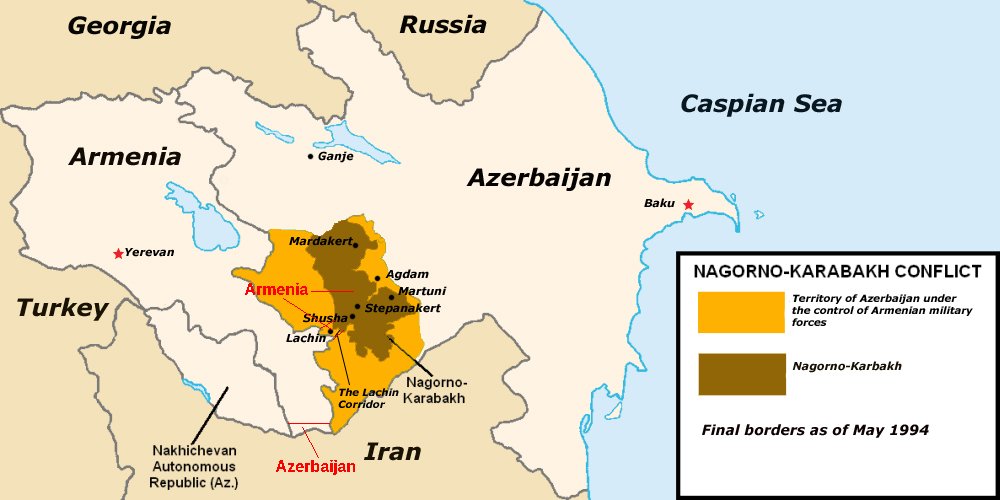 Georgia
Russia
Caspian Sea
Armenia
Ganje
Azerbaijan
Baku
Yerevan
Mardakert
Agdam
Armenia
Martuni
Stepanakert
Shusha
Lachin
Turkey
The Lachin
Corridor
Nagorno-
Karabakh
Nakhichevan
Autonomous
Republic (Az.)
Azerbaijan
Iran
NAGORNO-KARABAKH CONFLICT
Territory of Azerbaijan under
the control of Armenian military
forces
Nagorno-Karbakh
Final borders as of May 1994